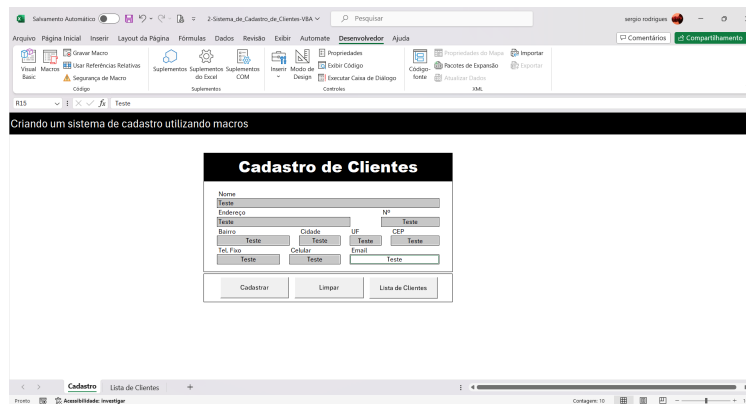 Salvamento Automático 2-Sistema_de_Cadastro_de_Clientes-VBA Pesquisar sergio rodrigues
Arquivo Página Inicial Inserir Layout da Página Fórmulas Dados Revisão Exibir Automate Desenvolvedor Ajuda Comentários Compartilhamento
Visual Basic
Macros
Gravar Macro
Usar Referências Relativas
Segurança de Macro
Código
Suplementos
Suplementos do Excel
Suplementos COM
Suplementos
Inserir
Modo de Design
Propriedades
Exibir Código
Executar Caixa de Diálogo
Controles
Código-fonte
Propriedades do Mapa
Pacotes de Expansão
Atualizar Dados
Importar
Exportar
XML
R15 fx Teste
Criando um sistema de cadastro utilizando macros
Cadastro de Clientes
Nome
Teste
Endereço Nº
Teste Teste
Bairro Cidade UF CEP
Teste Teste Teste Teste
Tel. Fixo Celular Email
Teste Teste Teste
Cadastrar Limpar Lista de Clientes
Cadastro Lista de Clientes +
Pronto Acessibilidade: investigar Contagem: 10